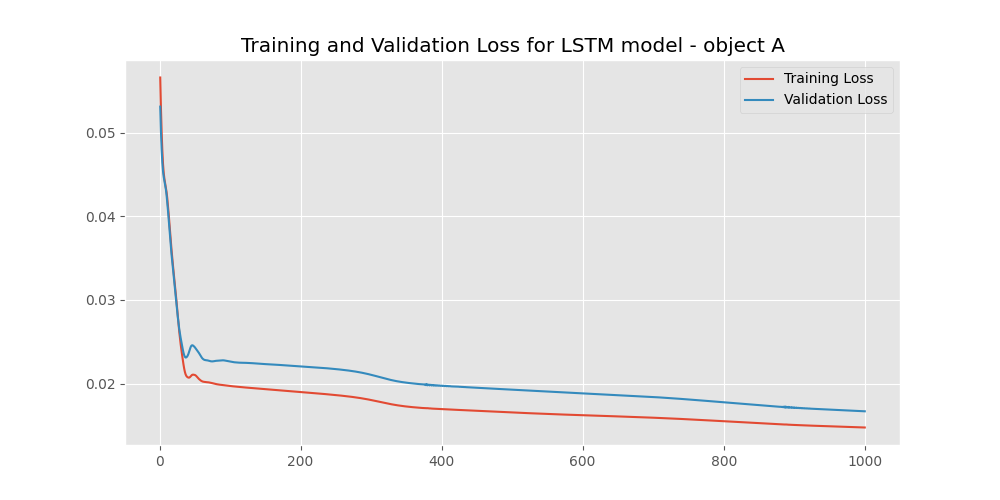 Training and Validation Loss for LSTM model - object A
Training Loss
Validation Loss
0.05
0.04
0.03
0.02
0 200 400 600 800 1000